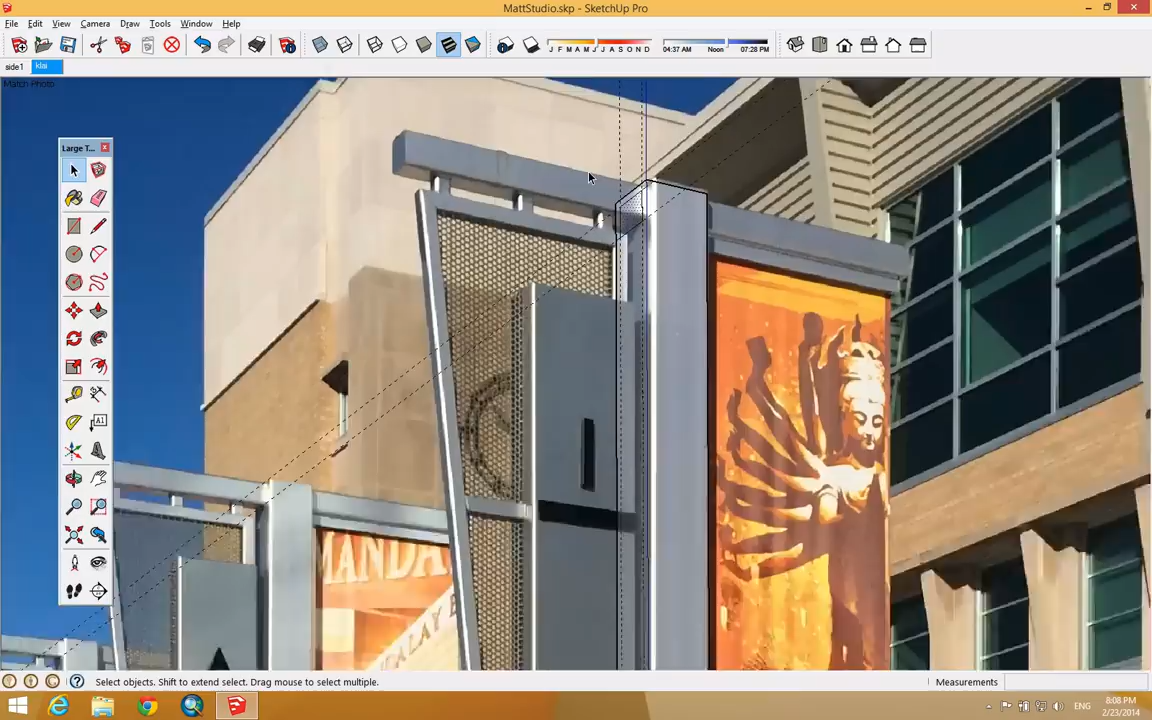 MattStudio.skp - SketchUp Pro
File Edit View Camera Draw Tools Window Help
J F M A M J J A S O N D
04:37 AM Noon 07:28 PM
side1 klai
Match Photo
Large T...
A1
MANDA
Select objects. Shift to extend select. Drag mouse to select multiple.
Measurements
ENG
8:08 PM
2/23/2014